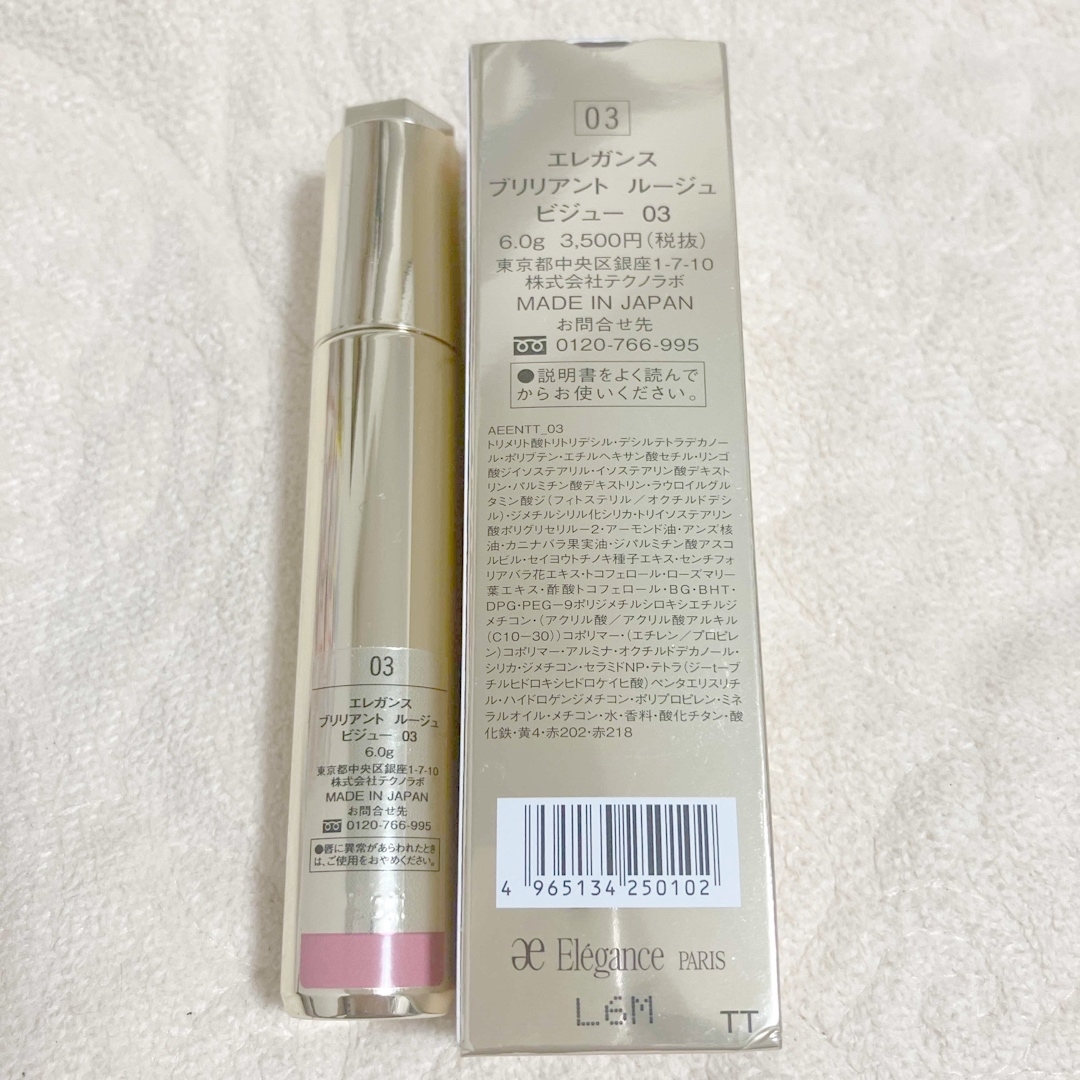 03
エレガンス
ブリリアント ルージュ
ビジュー 03
6.0g 3,500円(税抜)
東京都中央区銀座1-7-10
株式会社テクノラボ
MADE IN JAPAN
お問合せ先
0120-766-995
●説明書をよく読んで
からお使いください。
AEENTT_03
トリメリト酸トリトリデシル・デシルテトラデカノー
ル・ポリブテン・エチルヘキサン酸セチル・リンゴ
酸ジイソステアリル・イソステアリン酸デキスト
リン・パルミチン酸デキストリン・ラウロイルグル
タミン酸ジ(フィトステリル/オクチルドデシ
ル)・ジメチルシリル化シリカ・トリイソステアリン
酸ポリグリセリル-2・アーモンド油・アンズ核
油・カニナバラ果実油・ジパルミチン酸アスコ
ルビル・セイヨウトチノキ種子エキス・センチフォ
リアバラ花エキス・トコフェロール・ローズマリー
葉エキス・酢酸トコフェロール・BG・BHT・
DPG・PEG-9ポリジメチルシロキシエチルジ
メチコン・(アクリル酸/アクリル酸アルキル
(C10-30))コポリマー・(エチレン/プロピレ
ン)コポリマー・アルミナ・オクチルドデカノール・
シリカ・ジメチコン・セラミドNP・テトラ(ジ-t-ブ
チルヒドロキシヒドロケイヒ酸)ペンタエリスリチ
ル・ハイドロゲンジメチコン・ポリプロピレン・ミネ
ラルオイル・メチコン・水・香料・酸化チタン・酸
化鉄・黄4・赤202・赤218
4 965134 250102
æ Elégance PARIS
L6M
TT
03
エレガンス
ブリリアント ルージュ
ビジュー 03
6.0g
東京都中央区銀座1-7-10
株式会社テクノラボ
MADE IN JAPAN
お問合せ先
0120-766-995
●唇に異常があらわれたとき
は、ご使用をおやめください。